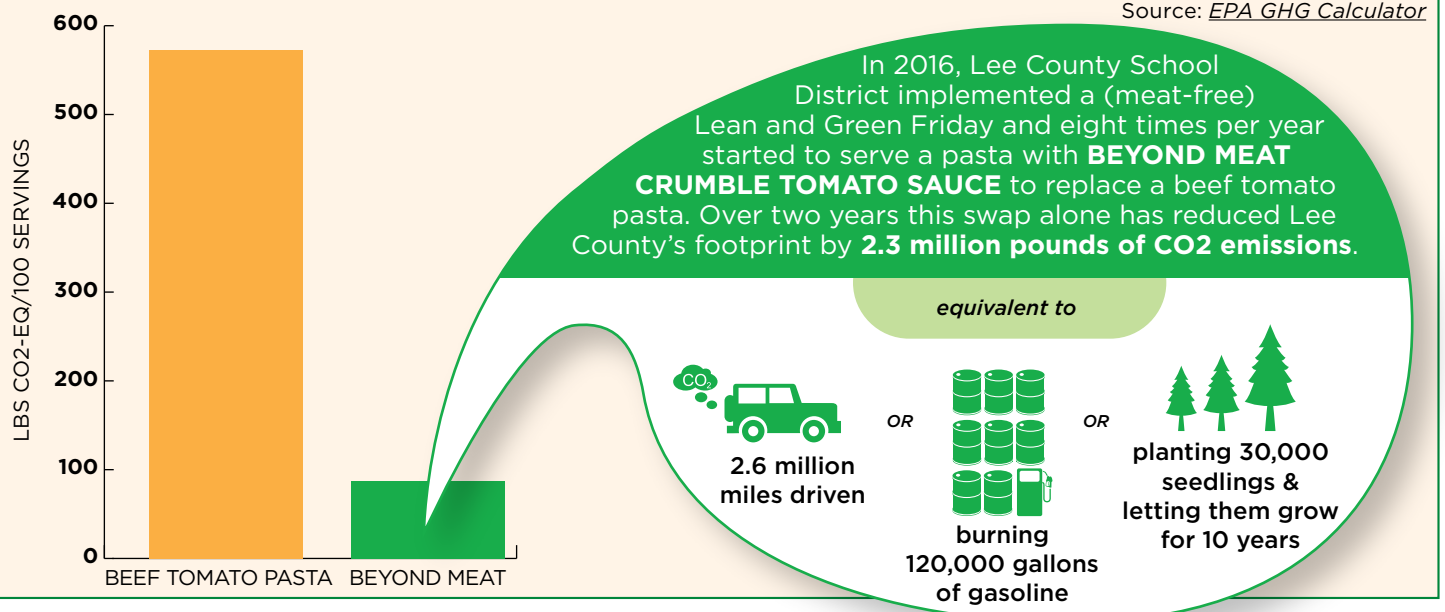 Source: EPA GHG Calculator
LBS CO2-EQ/100 SERVINGS
600
500
400
300
200
100
0
BEEF TOMATO PASTA
BEYOND MEAT
In 2016, Lee County School
District implemented a (meat-free)
Lean and Green Friday and eight times per year
started to serve a pasta with BEYOND MEAT
CRUMBLE TOMATO SAUCE to replace a beef tomato
pasta. Over two years this swap alone has reduced Lee
County’s footprint by 2.3 million pounds of CO2 emissions.
equivalent to
CO₂
2.6 million
miles driven
OR
burning
120,000 gallons
of gasoline
OR
planting 30,000
seedlings &
letting them grow
for 10 years